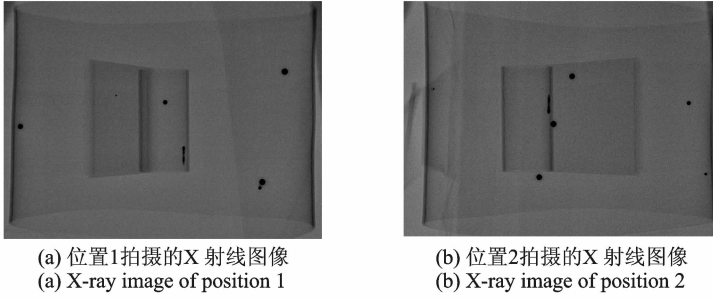 (a) 位置1拍摄的X 射线图像
(a) X-ray image of position 1
(b) 位置2拍摄的X 射线图像
(b) X-ray image of position 2